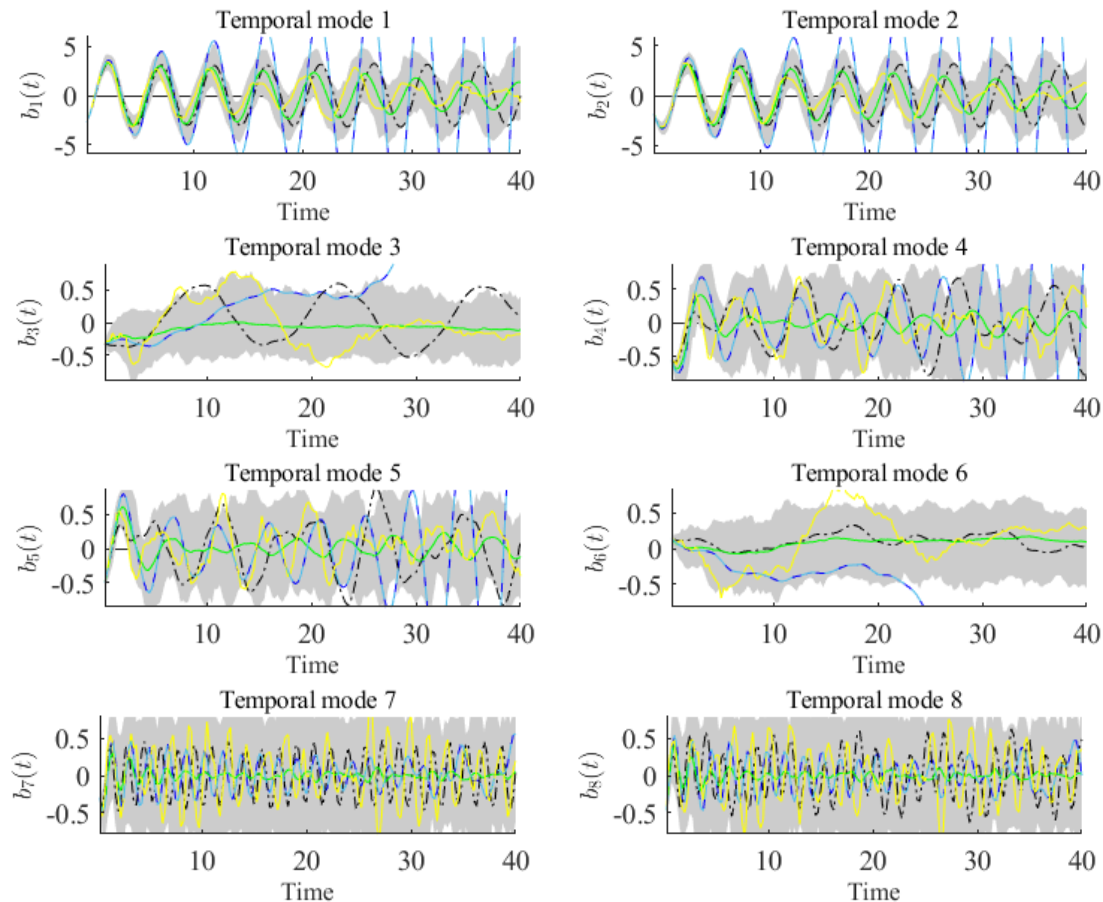 Temporal mode 1
Temporal mode 2
b₁(t)
5
0
-5
10
20
30
40
Time
b₂(t)
5
0
-5
10
20
30
40
Time
Temporal mode 3
Temporal mode 4
b₃(t)
0.5
0
-0.5
10
20
30
40
Time
b₄(t)
0.5
0
-0.5
10
20
30
40
Time
Temporal mode 5
Temporal mode 6
b₅(t)
0.5
0
-0.5
10
20
30
40
Time
b₆(t)
0.5
0
-0.5
10
20
30
40
Time
Temporal mode 7
Temporal mode 8
b₇(t)
0.5
0
-0.5
10
20
30
40
Time
b₈(t)
0.5
0
-0.5
10
20
30
40
Time